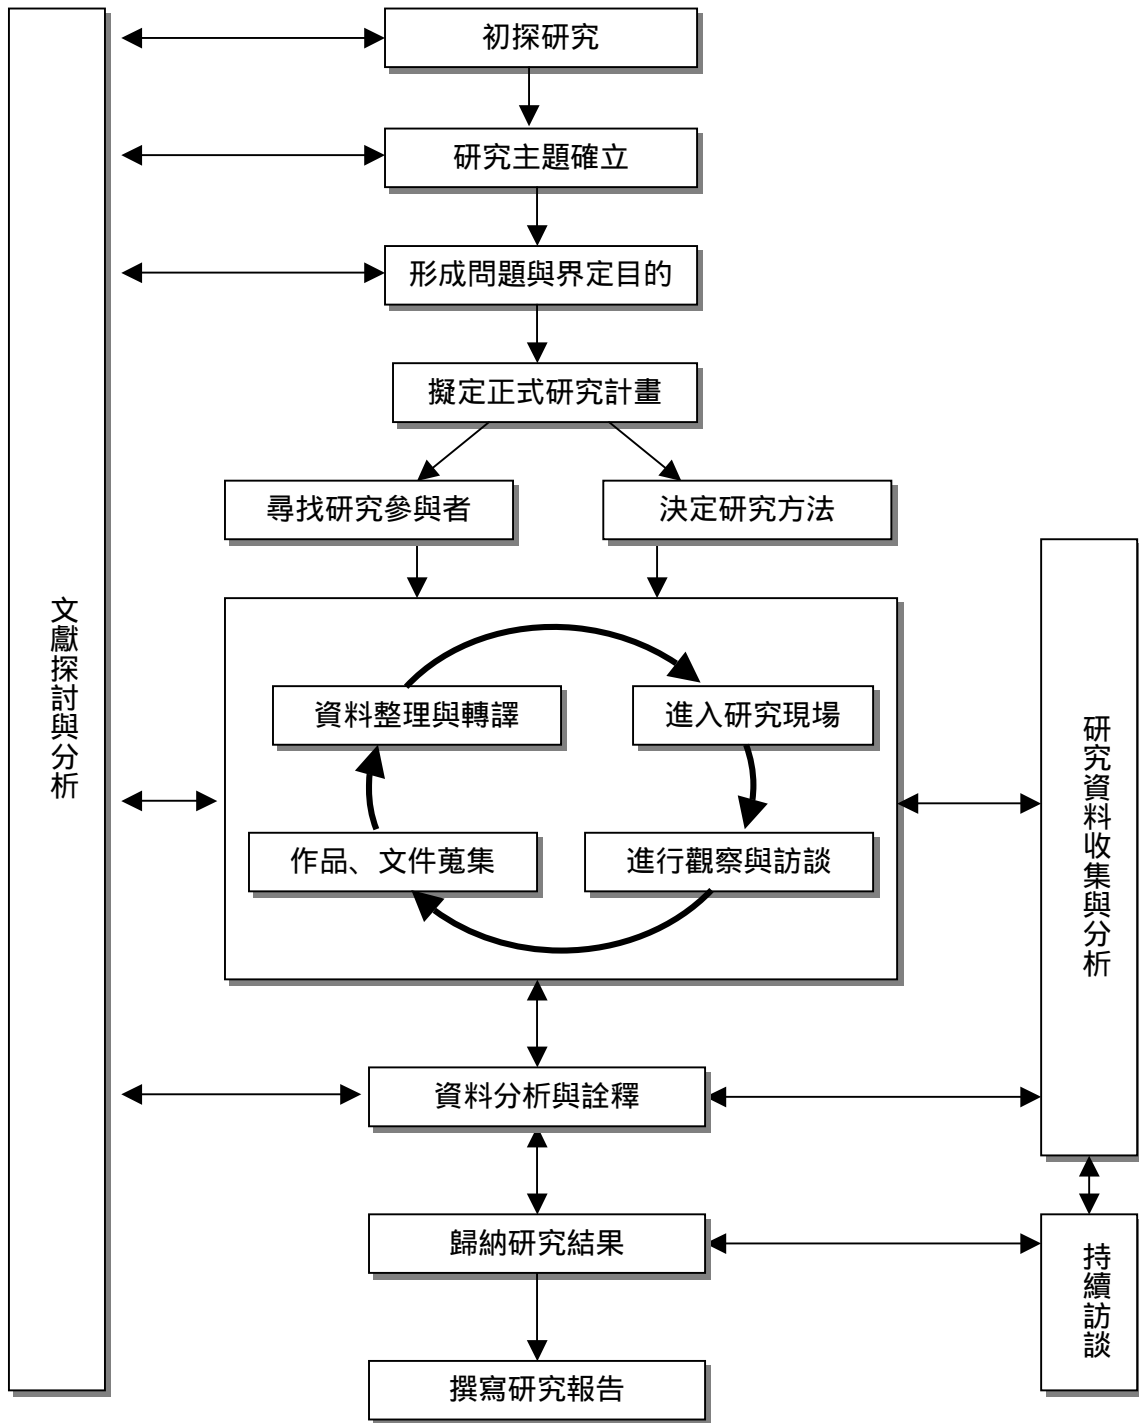 初探研究
研究主題確立
形成問題與界定目的
擬定正式研究計畫
尋找研究參與者
決定研究方法
文獻探討與分析
資料整理與轉譯
進入研究現場
作品、文件蒐集
進行觀察與訪談
研究資料收集與分析
資料分析與詮釋
歸納研究結果
持續訪談
撰寫研究報告